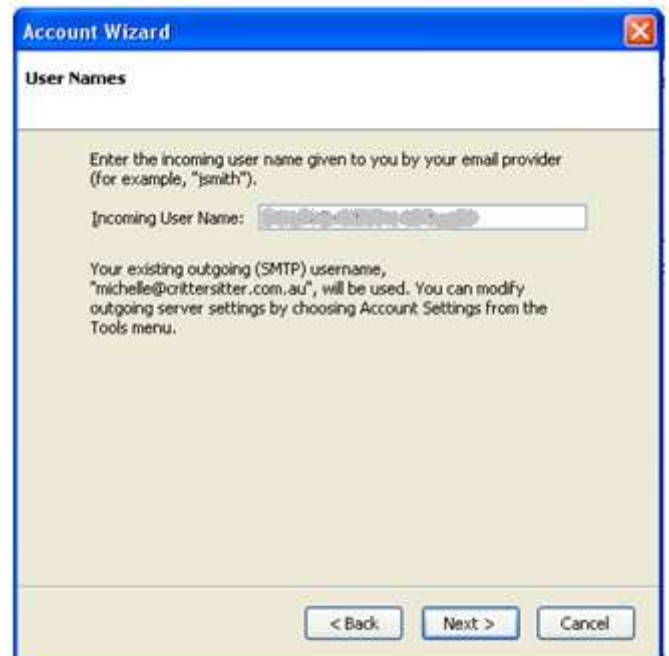 Account Wizard
User Names
Enter the incoming user name given to you by your email provider
(for example, "jsmith").
Incoming User Name:
Your existing outgoing (SMTP) username,
"michelle@crittersitter.com.au", will be used. You can modify
outgoing server settings by choosing Account Settings from the
Tools menu.
< Back Next > Cancel